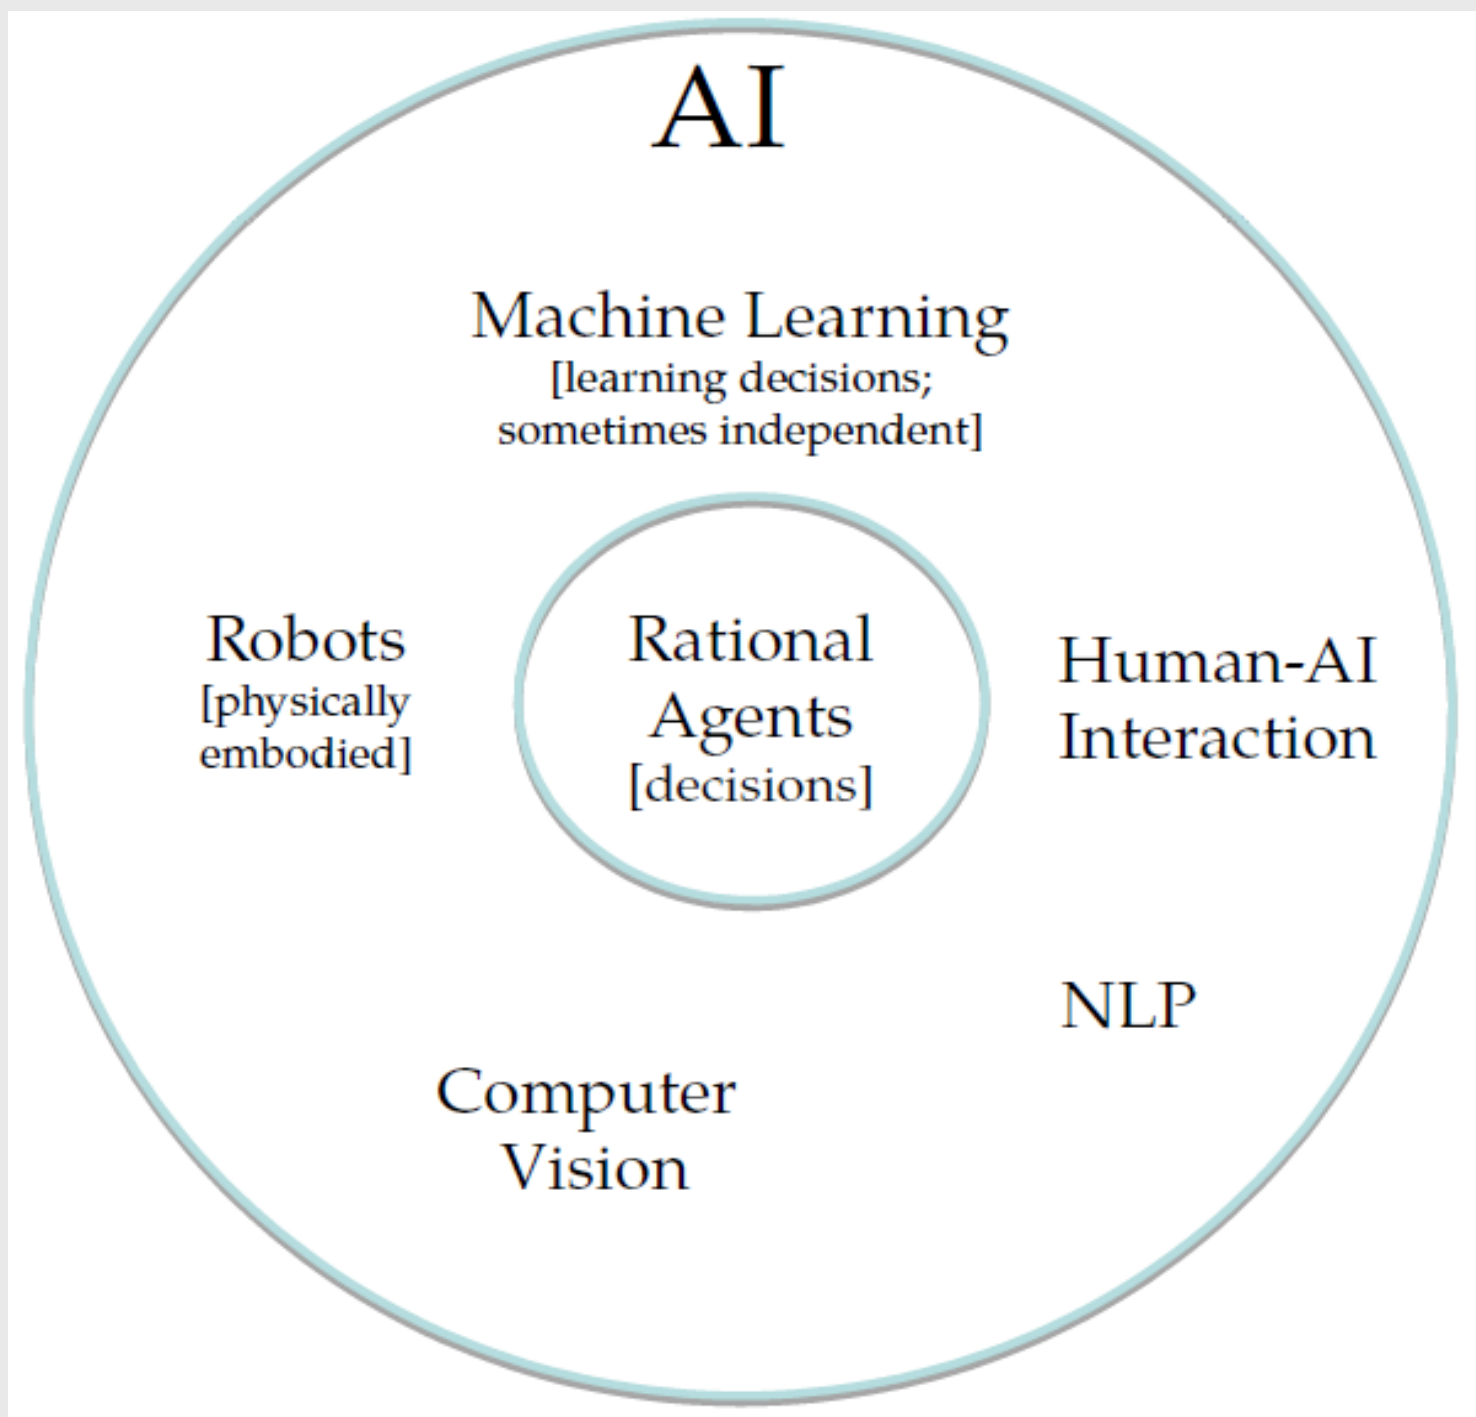 AI
Machine Learning
[learning decisions;
sometimes independent]
Robots
[physically
embodied]
Rational
Agents
[decisions]
Human-AI
Interaction
NLP
Computer
Vision